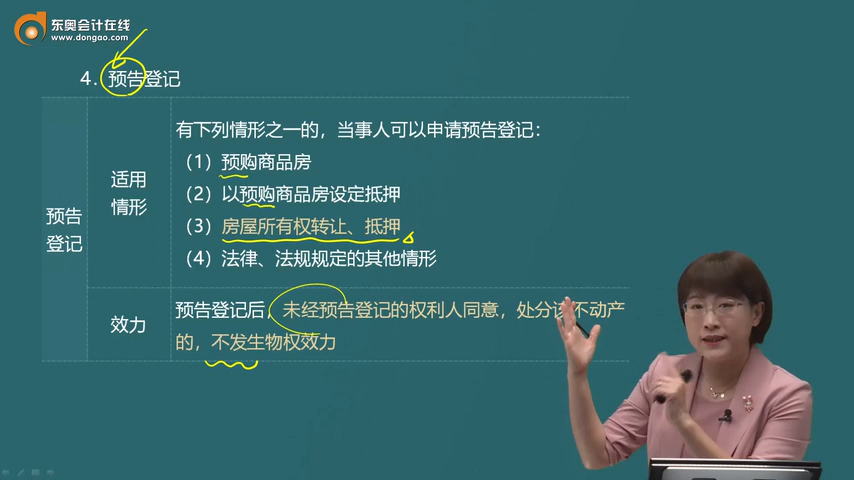 东奥会计在线
www.dongao.com
4．预告登记
预告
登记
适用
情形
有下列情形之一的，当事人可以申请预告登记：
（1）预购商品房
（2）以预购商品房设定抵押
（3）房屋所有权转让、抵押
（4）法律、法规规定的其他情形
效力
预告登记后，未经预告登记的权利人同意，处分该不动产
的，不发生物权效力